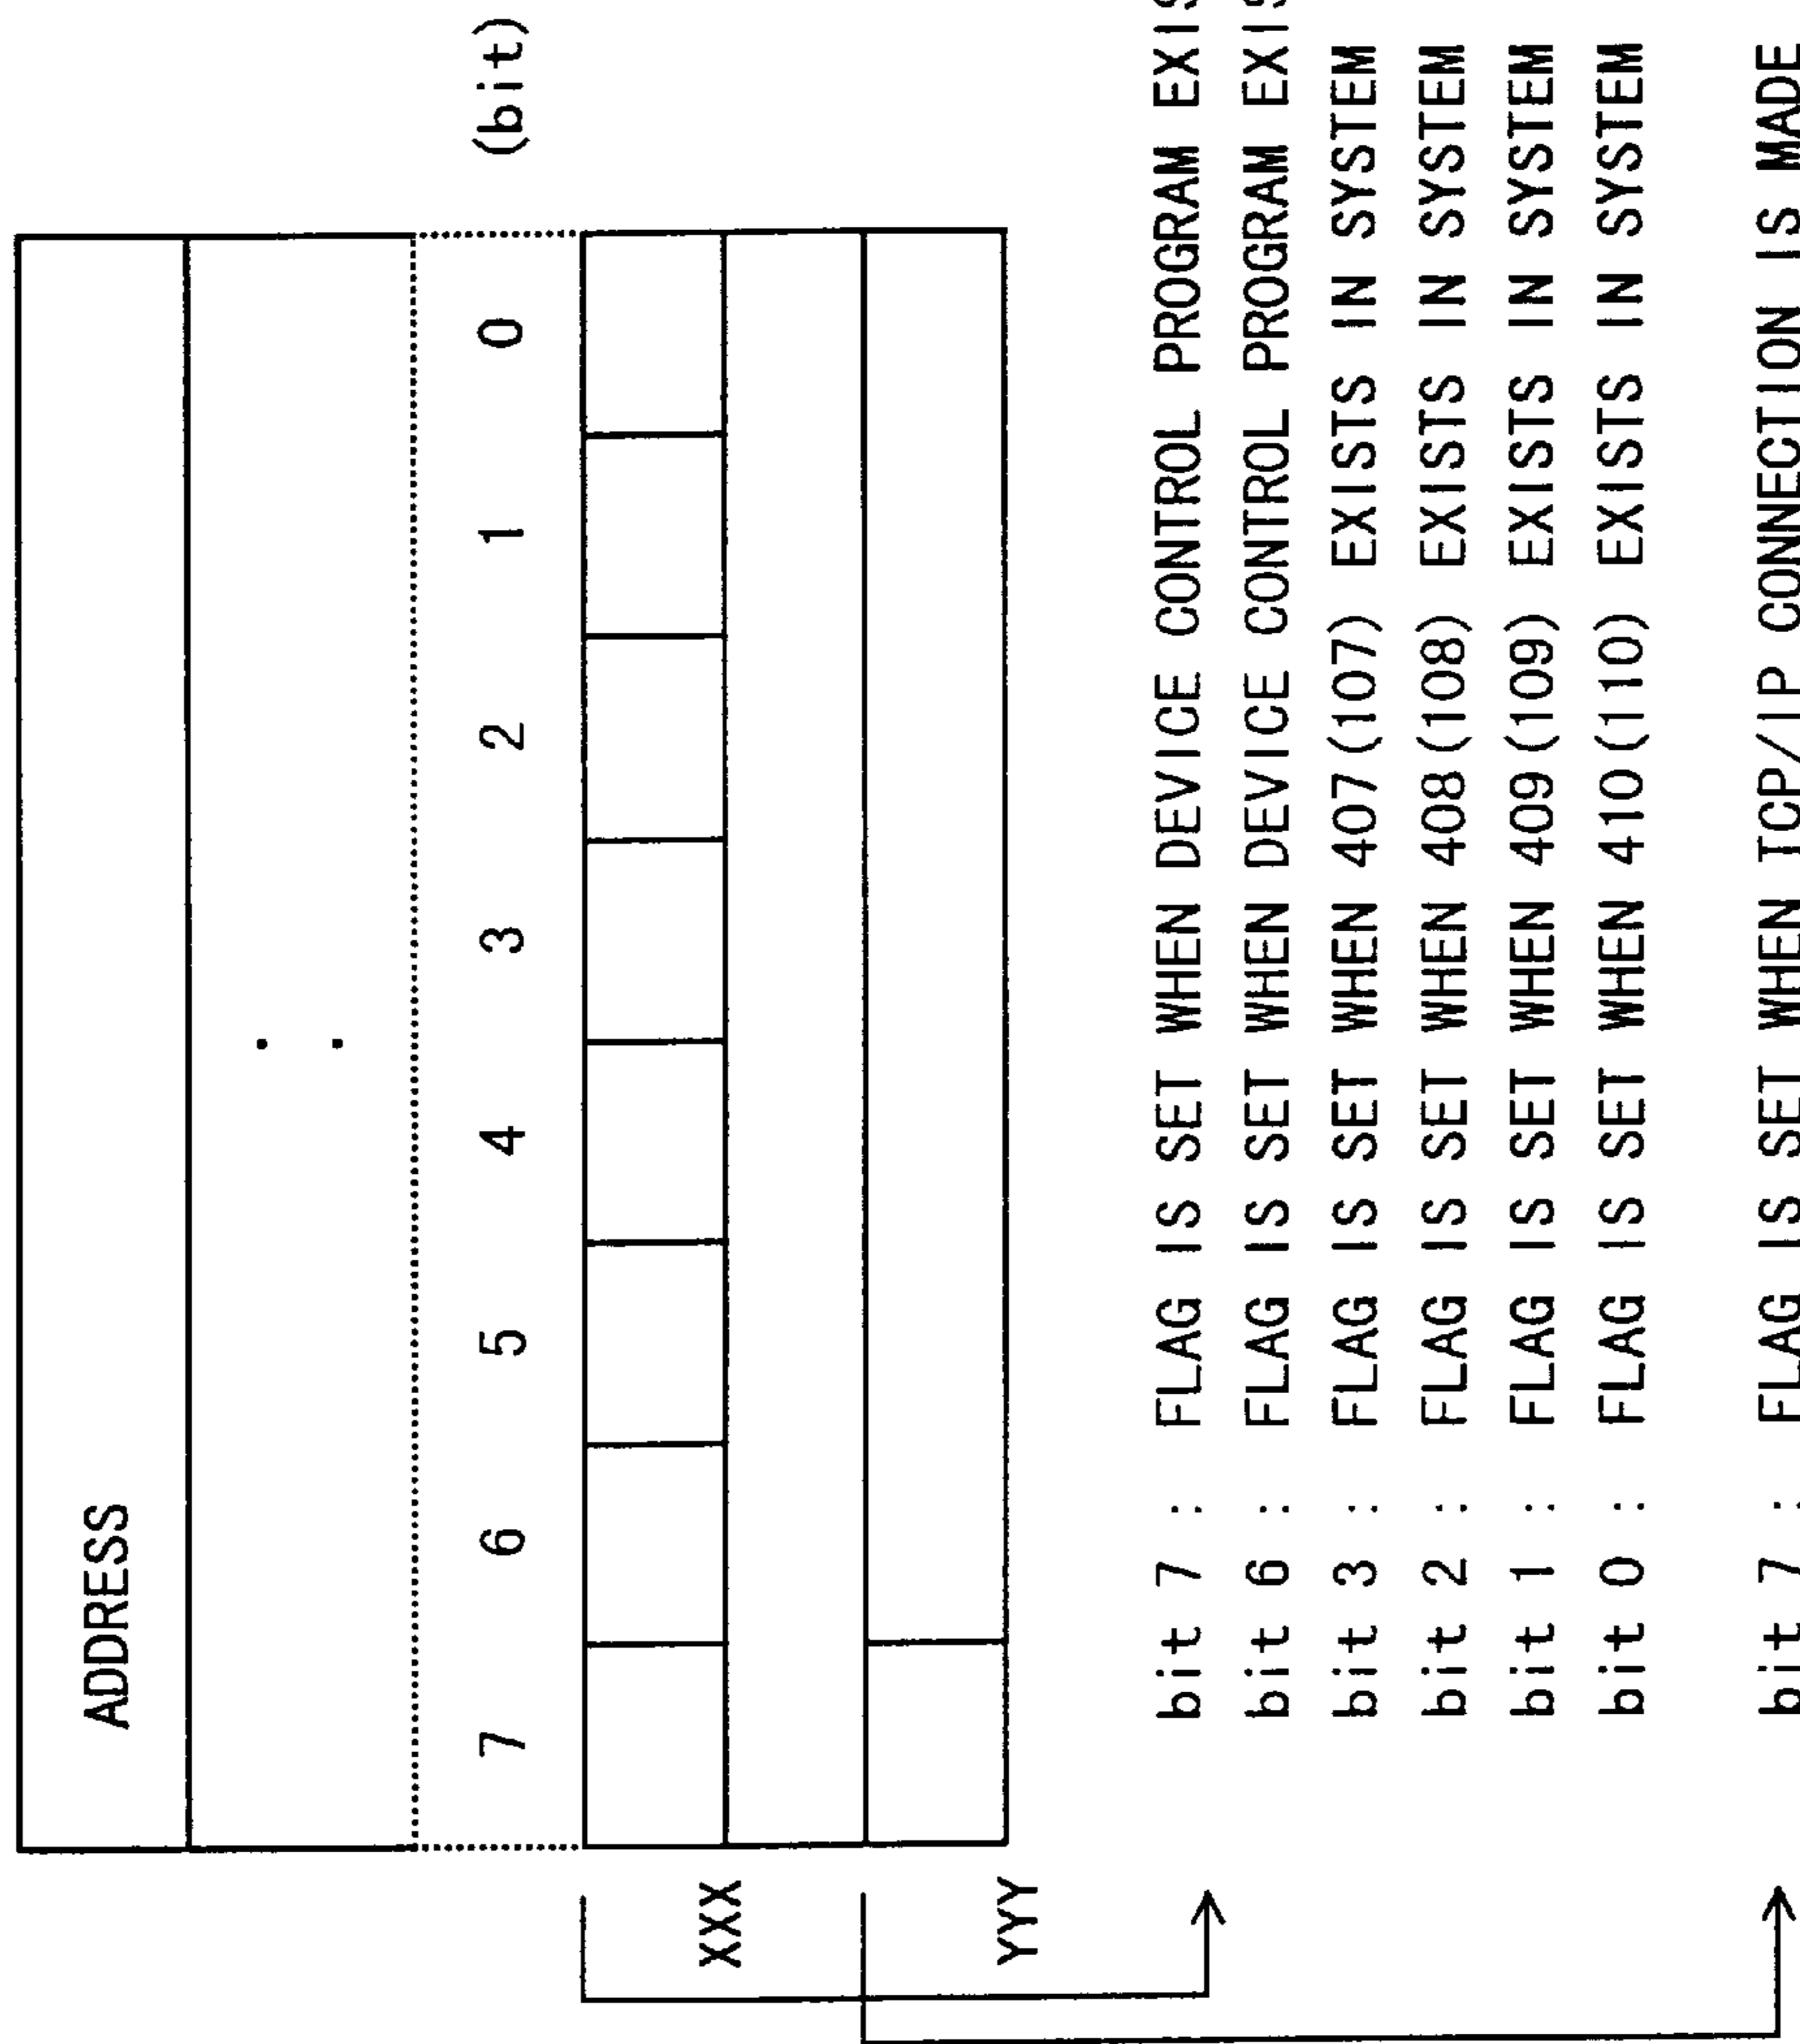 ADDRESS
7 6 5 4 3 2 1 0 (bit)
XXX
YYY
bit 7 : FLAG IS SET WHEN DEVICE CONTROL PROGRAM
bit 6 : FLAG IS SET WHEN DEVICE CONTROL PROGRAM
bit 3 : FLAG IS SET WHEN 407(107) EXISTS IN SYSTEM
bit 2 : FLAG IS SET WHEN 408(108) EXISTS IN SYSTEM
bit 1 : FLAG IS SET WHEN 409(109) EXISTS IN SYSTEM
bit 0 : FLAG IS SET WHEN 410(110) EXISTS IN SYSTEM
bit 7 : FLAG IS SET WHEN TCP/IP CONNECTION IS MADE